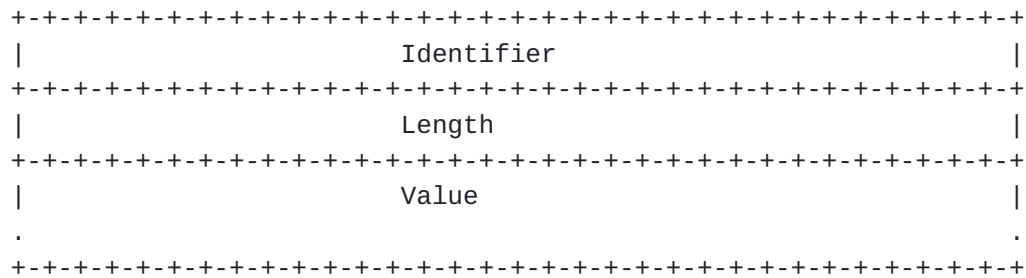 +-+-+-+-+-+-+-+-+-+-+-+-+-+-+-+-+-+-+-+-+-+-+-+-+-+-+-+-+-+-+-+-+
|                        Identifier                             |
+-+-+-+-+-+-+-+-+-+-+-+-+-+-+-+-+-+-+-+-+-+-+-+-+-+-+-+-+-+-+-+-+
|                        Length                                 |
+-+-+-+-+-+-+-+-+-+-+-+-+-+-+-+-+-+-+-+-+-+-+-+-+-+-+-+-+-+-+-+-+
|                        Value                                  |
.                                                               .
+-+-+-+-+-+-+-+-+-+-+-+-+-+-+-+-+-+-+-+-+-+-+-+-+-+-+-+-+-+-+-+-+